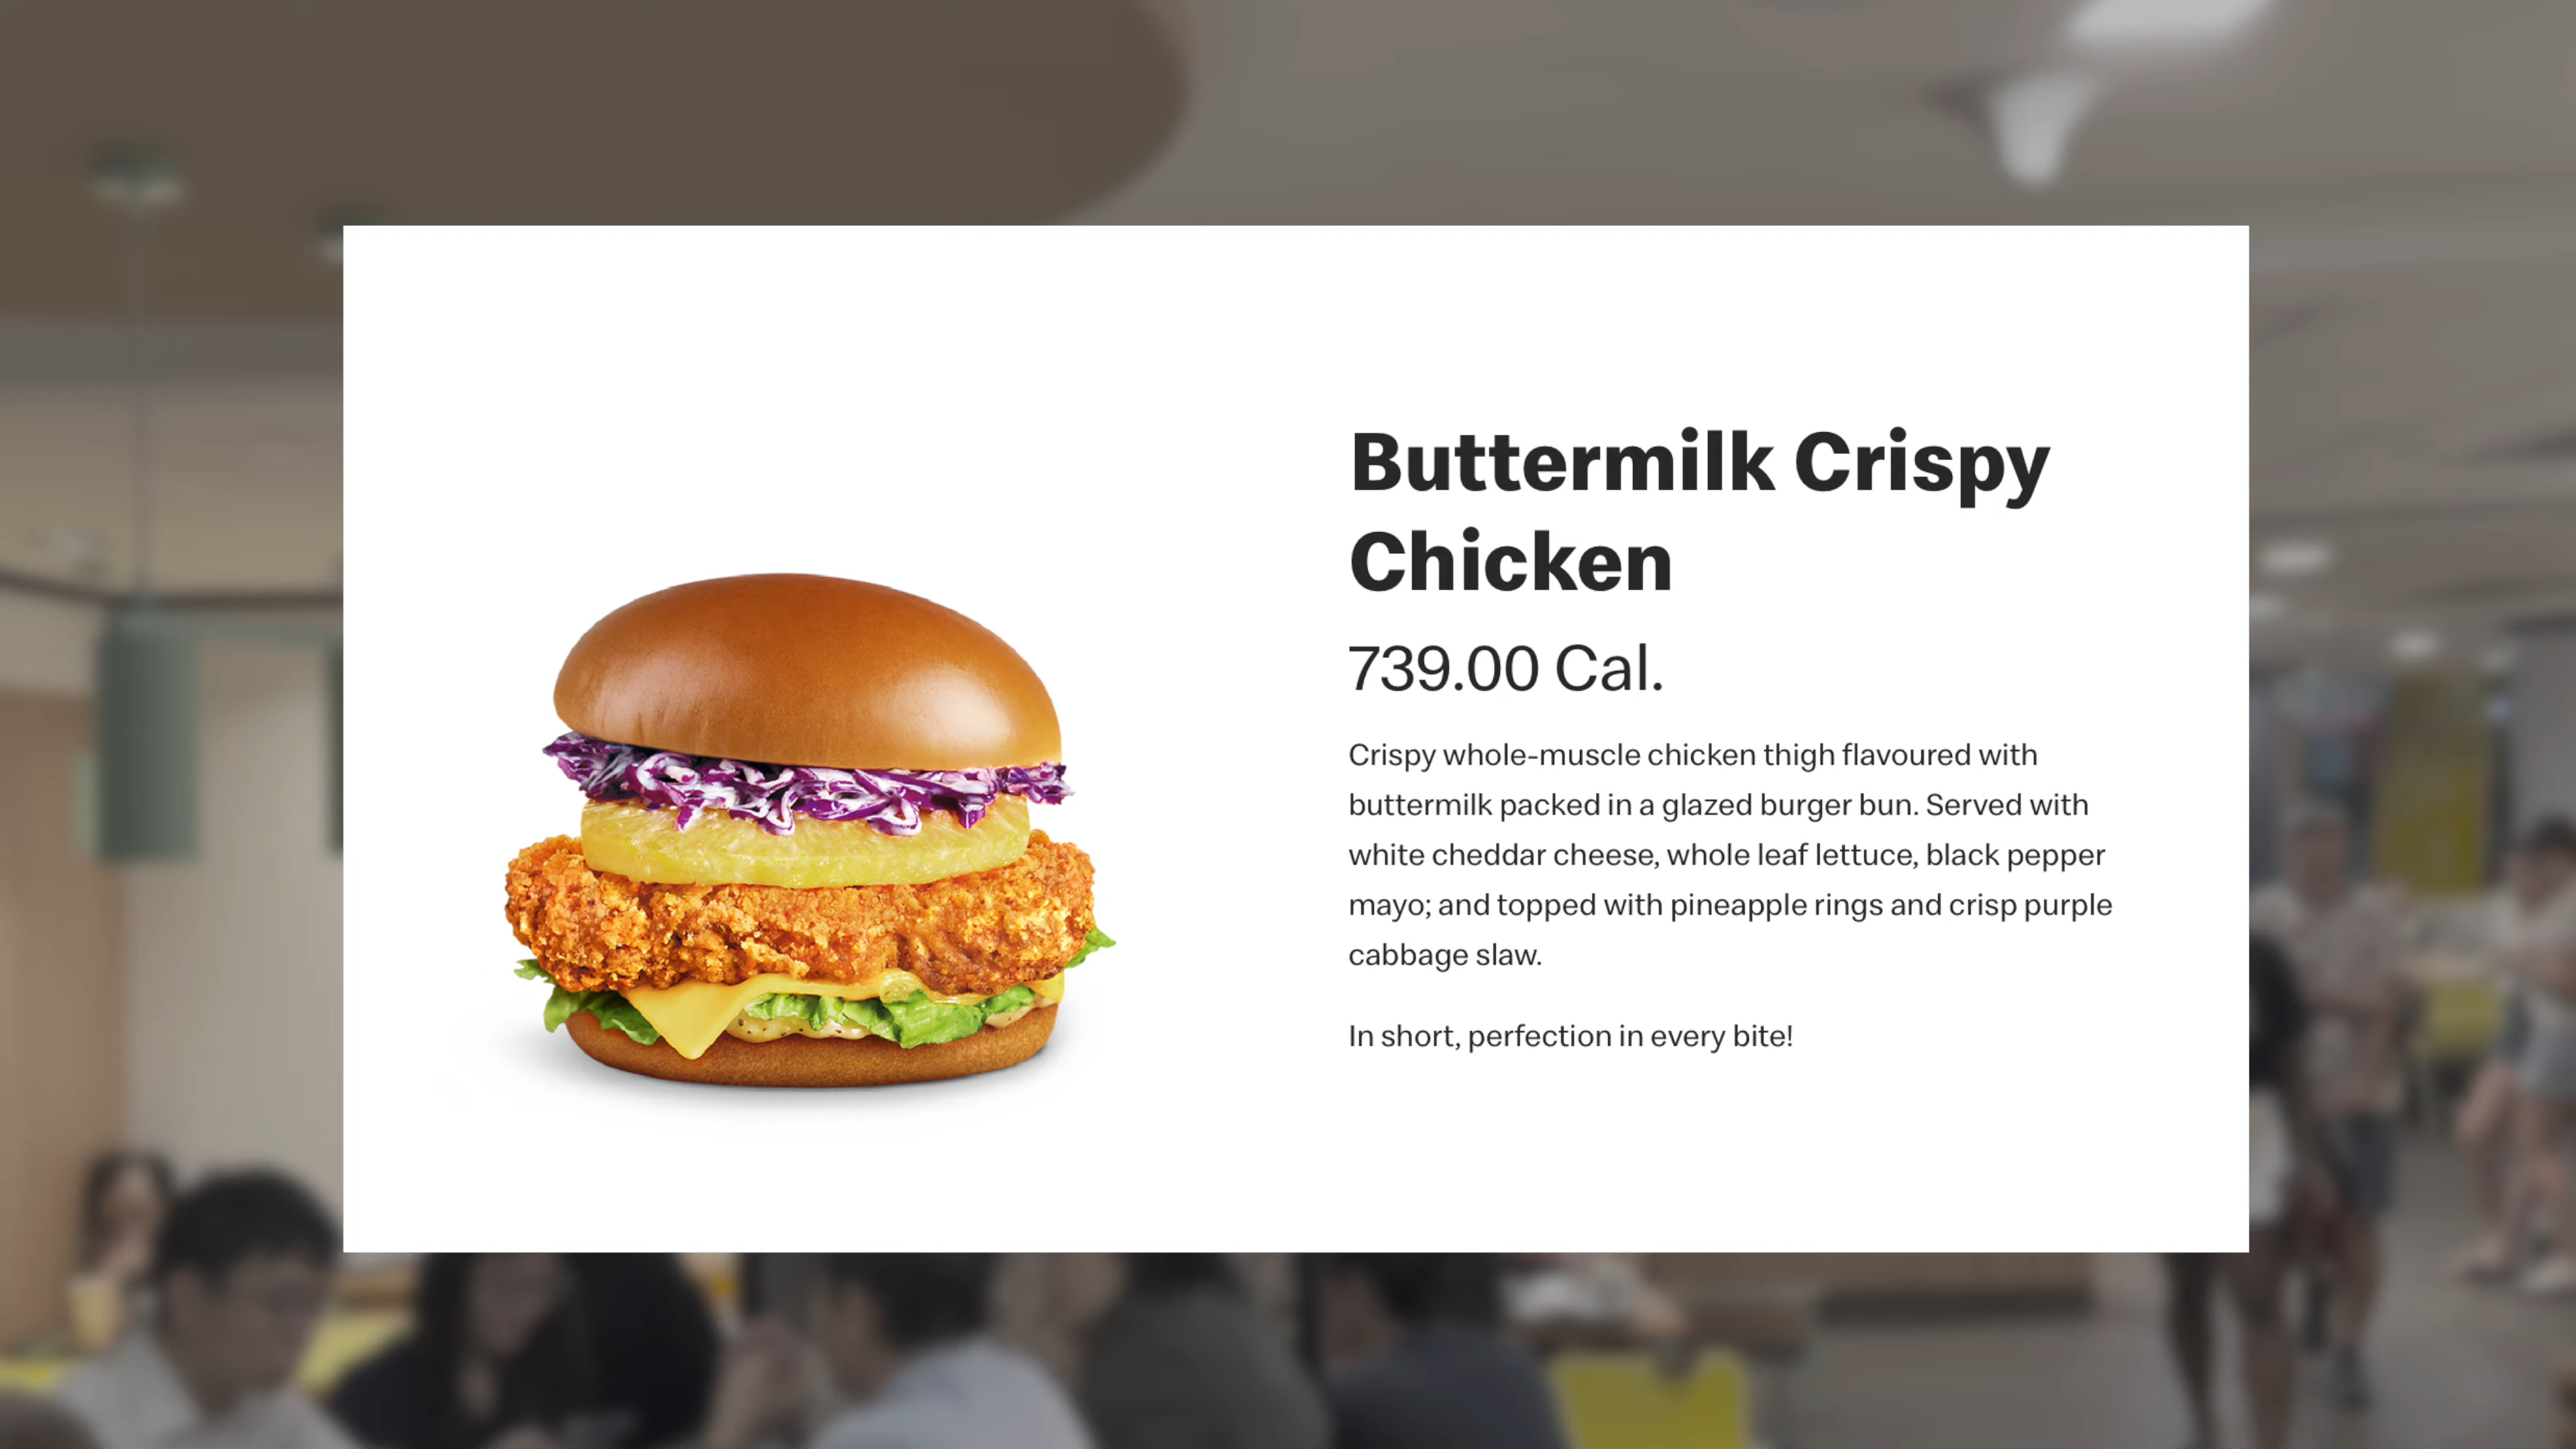 Buttermilk Crispy
Chicken
739.00 Cal.
Crispy whole-muscle chicken thigh flavoured with
buttermilk packed in a glazed burger bun. Served with
white cheddar cheese, whole leaf lettuce, black pepper
mayo; and topped with pineapple rings and crisp purple
cabbage slaw.
In short, perfection in every bite!